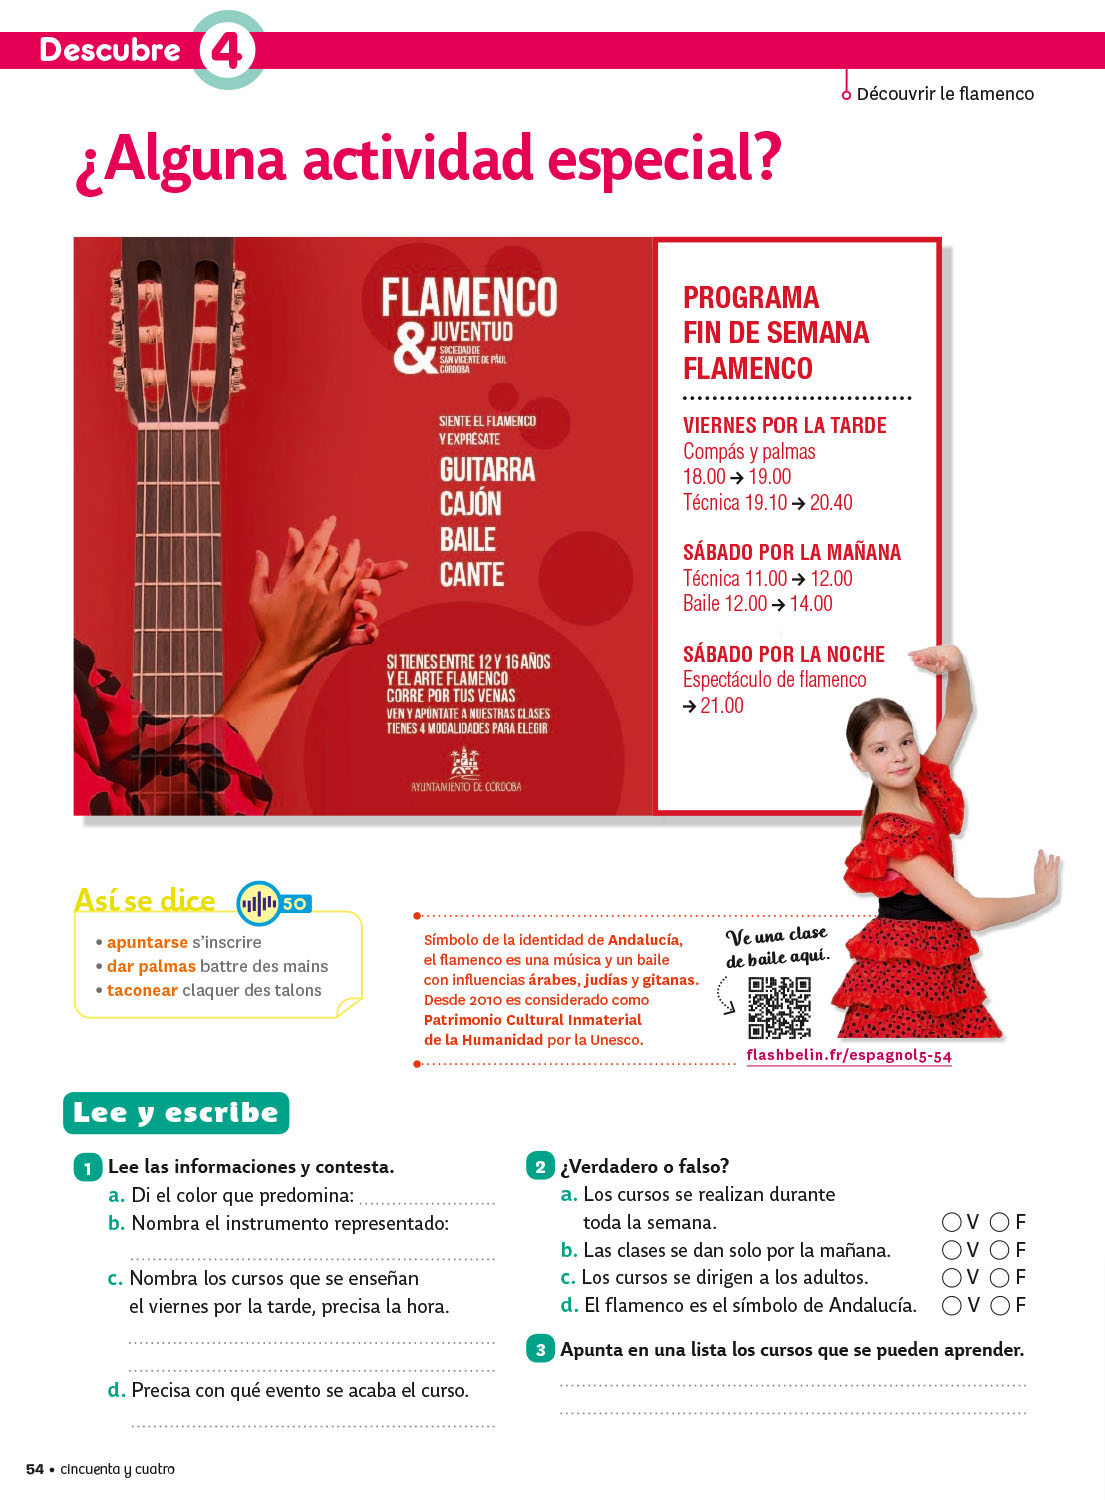 Descubre 4
Découvrir le flamenco
¿Alguna actividad especial?
FLAMENCO
& JUVENTUD
SOCIEDAD DE
SAN VICENTE DE PÀUL
CÓRDOBA
SIENTE EL FLAMENCO
Y EXPRÉSATE
GUITARRA
CAJÓN
BAILE
CANTE
SI TIENES ENTRE 12 Y 16 AÑOS
Y EL ARTE FLAMENCO
CORRE POR TUS VENAS
VEN Y APÚNTATE A NUESTRAS CLASES
TIENES 4 MODALIDADES PARA ELEGIR
AYUNTAMIENTO DE CÓRDOBA
PROGRAMA
FIN DE SEMANA
FLAMENCO
VIERNES POR LA TARDE
Compás y palmas
18.00 → 19.00
Técnica 19.10 → 20.40
SÁBADO POR LA MAÑANA
Técnica 11.00 → 12.00
Baile 12.00 → 14.00
SÁBADO POR LA NOCHE
Espectáculo de flamenco
→ 21.00
Así se dice 50
• apuntarse s'inscrire
• dar palmas battre des mains
• taconear claquer des talons
Símbolo de la identidad de Andalucía,
el flamenco es una música y un baile
con influencias árabes, judías y gitanas.
Desde 2010 es considerado como
Patrimonio Cultural Inmaterial
de la Humanidad por la Unesco.
Ve una clase
de baile aquí.
flashbelin.fr/espagnol5-54
Lee y escribe
1 Lee las informaciones y contesta.
a. Di el color que predomina:
b. Nombra el instrumento representado:
c. Nombra los cursos que se enseñan
el viernes por la tarde, precisa la hora.
d. Precisa con qué evento se acaba el curso.
2 ¿Verdadero o falso?
a. Los cursos se realizan durante
toda la semana. V F
b. Las clases se dan solo por la mañana. V F
c. Los cursos se dirigen a los adultos. V F
d. El flamenco es el símbolo de Andalucía. V F
3 Apunta en una lista los cursos que se pueden aprender.
54 • cincuenta y cuatro